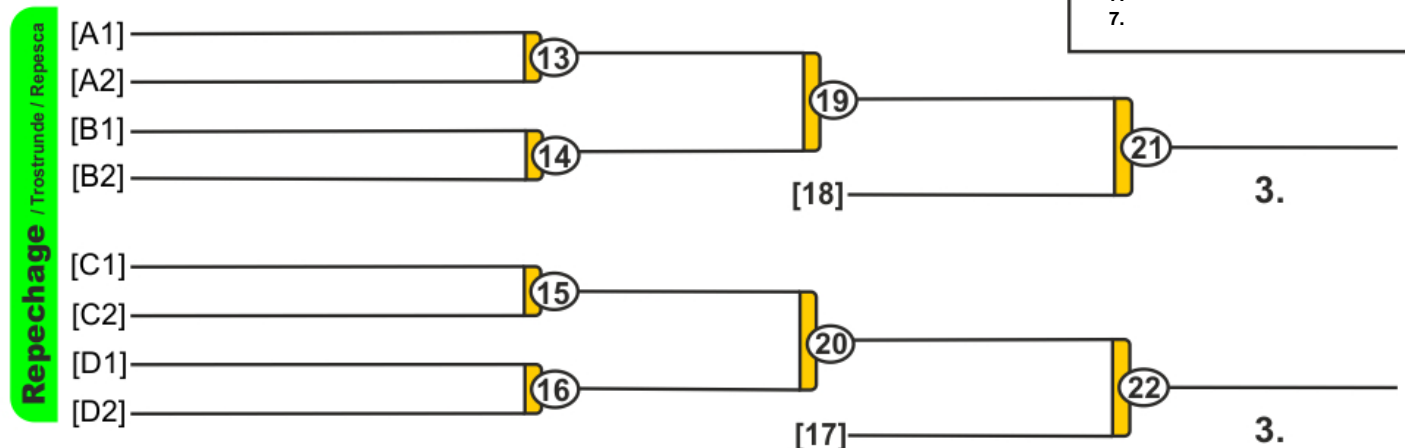 7.
Repechage / Trostrunde / Repesca
[A1]
[A2]
[B1]
[B2]
13
14
19
[18]
21
3.
[C1]
[C2]
[D1]
[D2]
15
16
20
[17]
22
3.